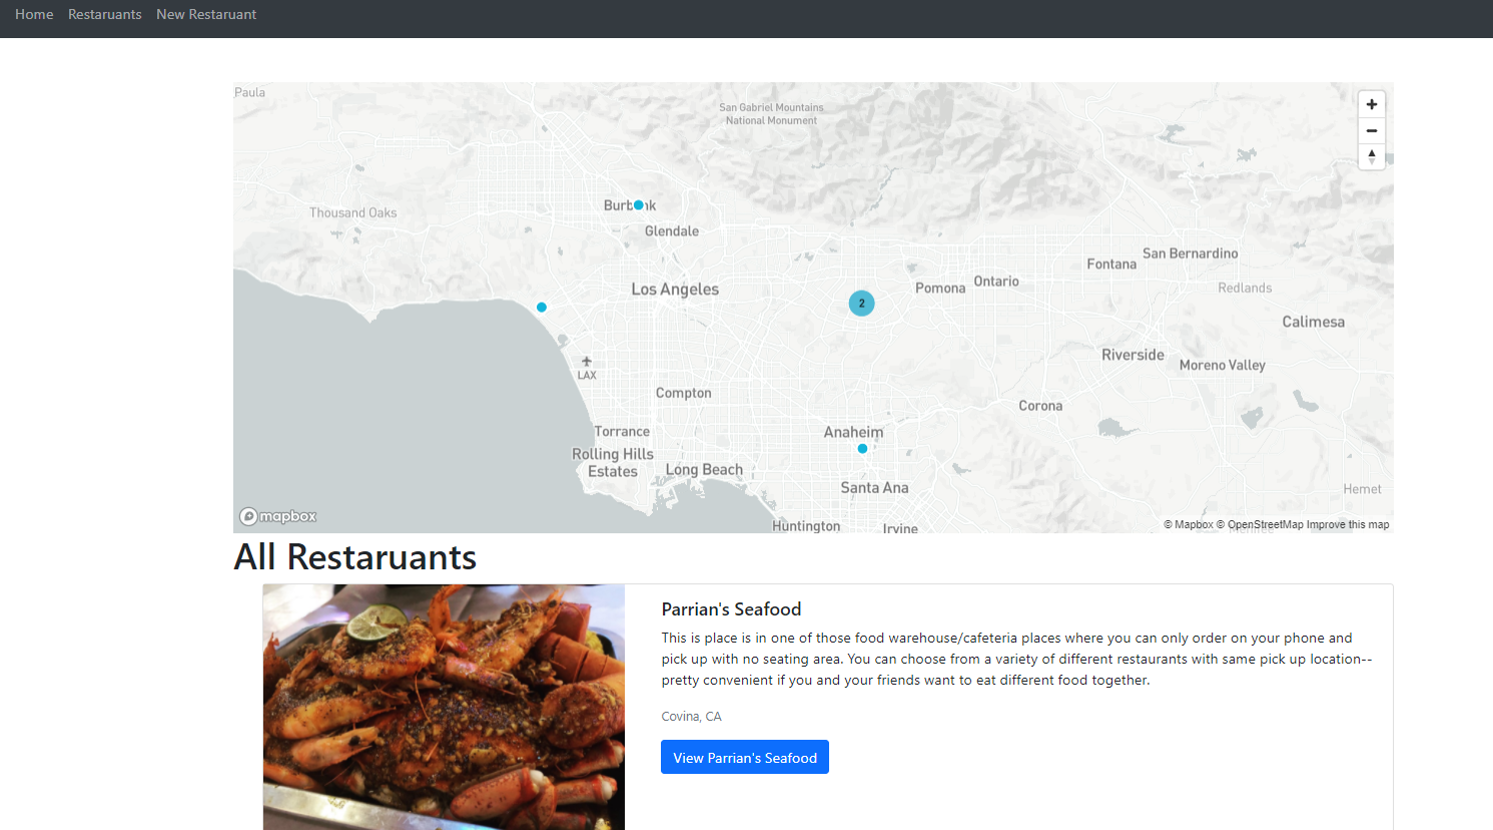 Home Restaruants New Restaruant
Paula
San Gabriel Mountains
National Monument
Burb nk
Thousand Oaks
Glendale
San Bernardino
Fontana
Ontario
Pomona
Redlands
Los Angeles
2
Calimesa
Riverside
Moreno Valley
LAX
Compton
Corona
Torrance
Anaheim
Rolling Hills
Estates
Long Beach
Santa Ana
Hemet
mapbox
Huntington
Irvine
© Mapbox © OpenStreetMap Improve this map
All Restaruants
Parrian's Seafood
This is place is in one of those food warehouse/cafeteria places where you can only order on your phone and
pick up with no seating area. You can choose from a variety of different restaurants with same pick up location--
pretty convenient if you and your friends want to eat different food together.
Covina, CA
View Parrian's Seafood